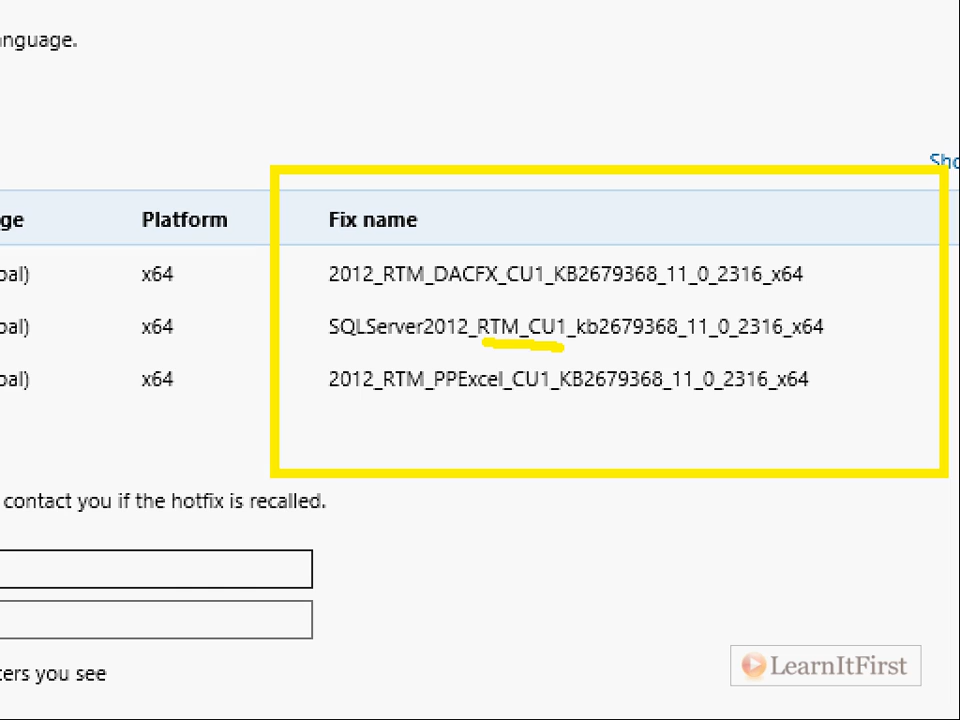 anguage.
Sho
ge Platform Fix name
bal) x64 2012_RTM_DACFX_CU1_KB2679368_11_0_2316_x64
bal) x64 SQLServer2012_RTM_CU1_kb2679368_11_0_2316_x64
bal) x64 2012_RTM_PPExcel_CU1_KB2679368_11_0_2316_x64
contact you if the hotfix is recalled.
ters you see
LearnItFirst